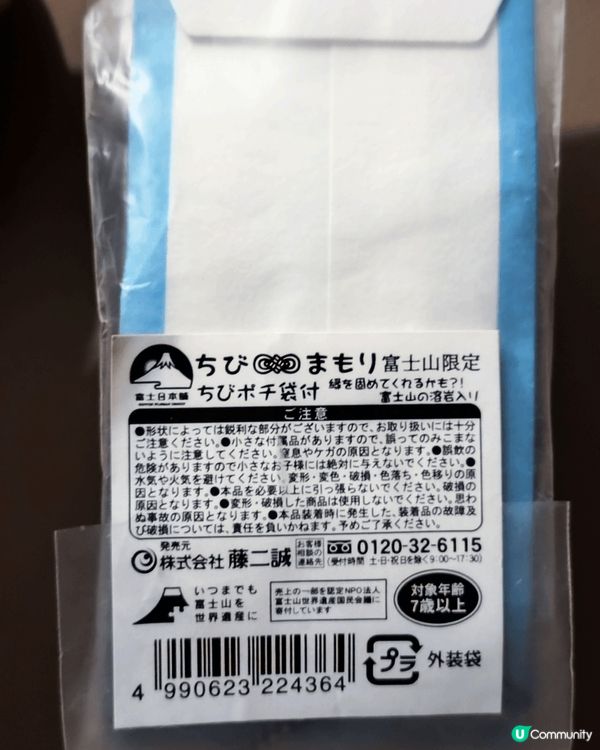 ちび まもり 富士山限定
富士日本舗
ちびポチ袋付 縁を固めてくれるかも?!
富士山の溶岩入り
ご注意
●形状によっては鋭利な部分がございますので、お取り扱いには十分
ご注意ください。●小さな付属品がありますので、誤ってのみこまな
いように注意してください。窒息やケガの原因となります。●誤飲の
危険がありますので小さなお子様には絶対に与えないでください。●
水気や火気を避けてください。変形・変色・破損・色落ち・色移りの原
因となります。●本品を必要以上に引っ張らないでください。破損の
原因となります。●変形・破損した商品は使用しないでください。思わ
ぬ事故の原因となります。●本品装着時に発生した、装着品の故障及
び破損については、責任を負いかねます。予めご了承ください。
発売元
株式会社 藤二誠
お客様
相談の
連絡先
0120-32-6115
(受付時間 土・日・祝日を除く9:00~17:30)
いつまでも
富士山を
世界遺産に
売上の一部を認定NPO法人
富士山世界遺産国民会議に
寄付しています
対象年齢
7歳以上
4 990623 224364
プラ
外装袋
U Community